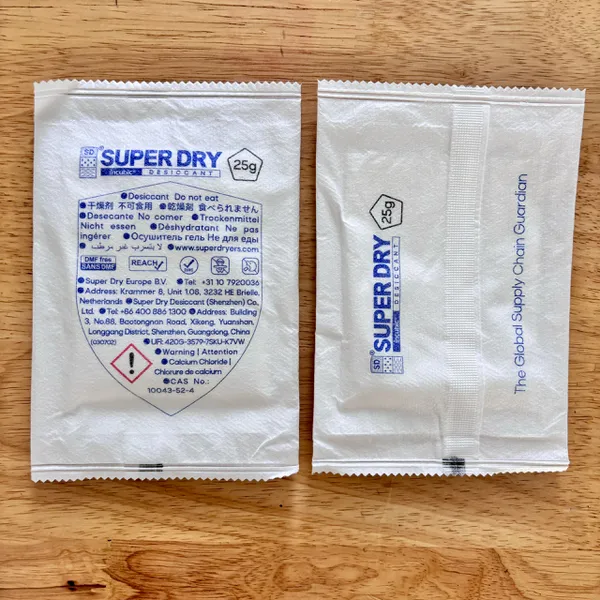 SD
®
SUPER DRY
Incubic®
DESICCANT
25g
●Desiccant Do not eat
●干燥剂 不可食用 ●乾燥剤 食べられません
●Desecante No comer ●Trockenmittel
Nicht essen ●Déshydratant Ne pas
ingérer ●Осушитель гель Не для еды
●www.superdryers.com
DMF free
SANS DMF
REACH
●Super Dry Europe B.V. ●Tel: +31 10 7920036
●Address: Krammer 8, Unit 1.08, 3232 HE Brielle,
Netherlands ●Super Dry Desiccant (Shenzhen) Co.,
Ltd. ●Tel: +86 400 886 1300 ●Address: Building
3, No.88, Baotongnan Road, Xikeng, Yuanshan,
Longgang District, Shenzhen, Guangdong, China
(030702) ●UFI: 420G-3579-7SKU-K7VW
●Warning | Attention
●Calcium Chloride |
Chlorure de calcium
●CAS No.:
10043-52-4
SD
®
SUPER DRY
Incubic®
DESICCANT
25g
The Global Supply Chain Guardian